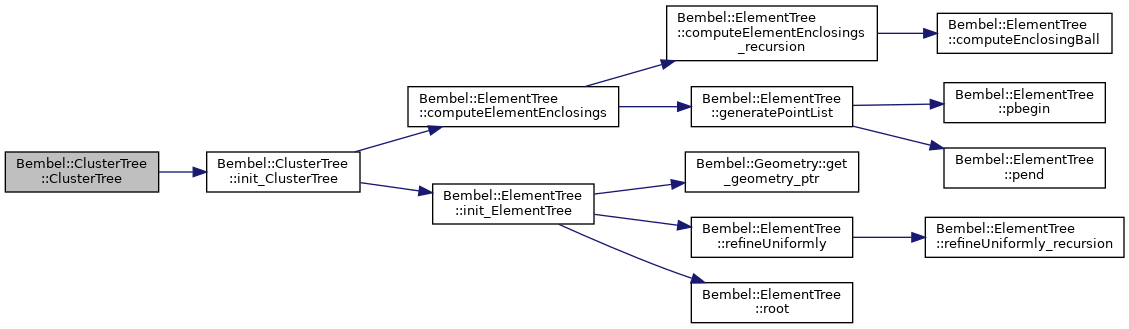 Bembel::ClusterTree
::ClusterTree
Bembel::ClusterTree
::init_ClusterTree
Bembel::ElementTree
::computeElementEnclosings
Bembel::ElementTree
::computeElementEnclosings
_recursion
Bembel::ElementTree
::computeEnclosingBall
Bembel::ElementTree
::generatePointList
Bembel::ElementTree
::pbegin
Bembel::ElementTree
::pend
Bembel::ElementTree
::init_ElementTree
Bembel::Geometry::get
_geometry_ptr
Bembel::ElementTree
::refineUniformly
Bembel::ElementTree
::refineUniformly_recursion
Bembel::ElementTree
::root